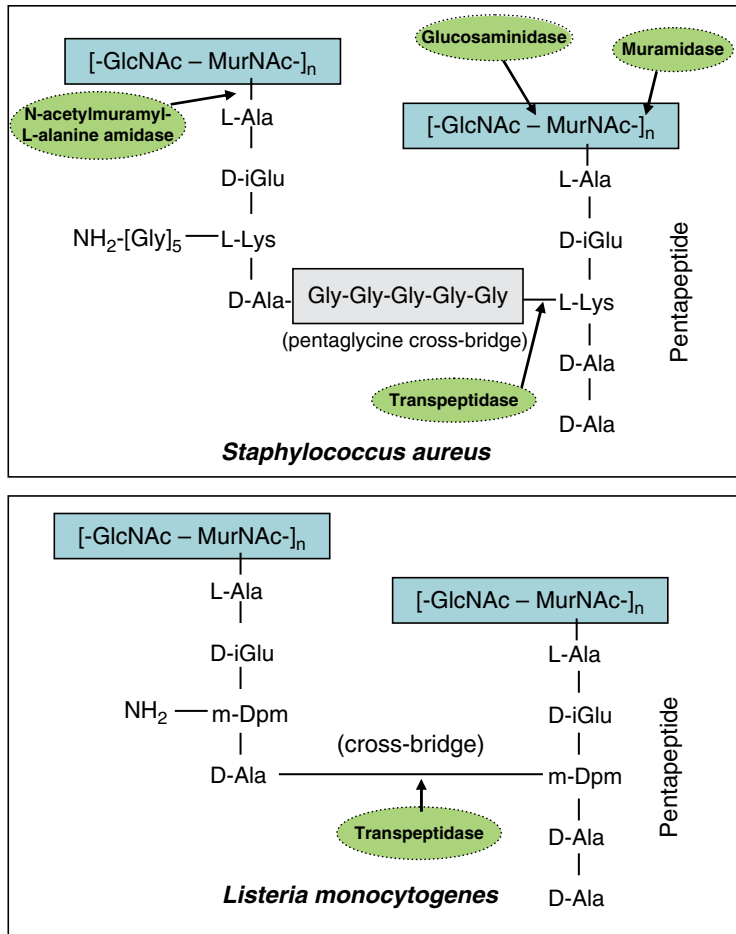 [-GlcNAc – MurNAc-]n
Glucosaminidase
Muramidase
N-acetylmuramyl-
L-alanine amidase
L-Ala
D-iGlu
NH2-[Gly]5
L-Lys
D-Ala-
Gly-Gly-Gly-Gly-Gly
(pentaglycine cross-bridge)
[-GlcNAc – MurNAc-]n
L-Ala
D-iGlu
L-Lys
D-Ala
D-Ala
Pentapeptide
Transpeptidase
Staphylococcus aureus
[-GlcNAc – MurNAc-]n
L-Ala
D-iGlu
NH2
m-Dpm
D-Ala
(cross-bridge)
[-GlcNAc – MurNAc-]n
L-Ala
D-iGlu
m-Dpm
D-Ala
D-Ala
Pentapeptide
Transpeptidase
Listeria monocytogenes